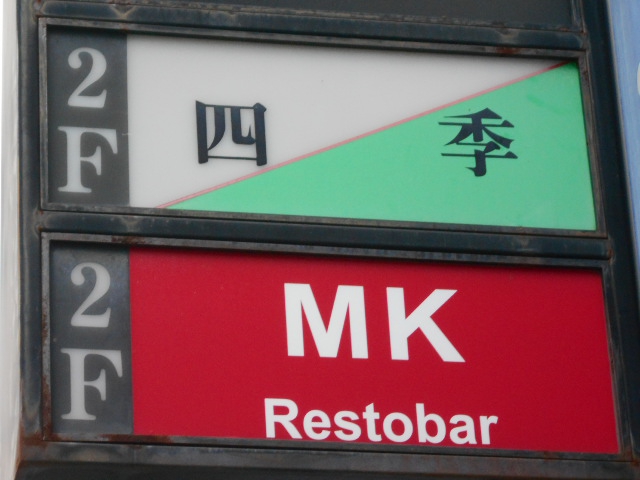 2F
四季
2F
MK
Restobar